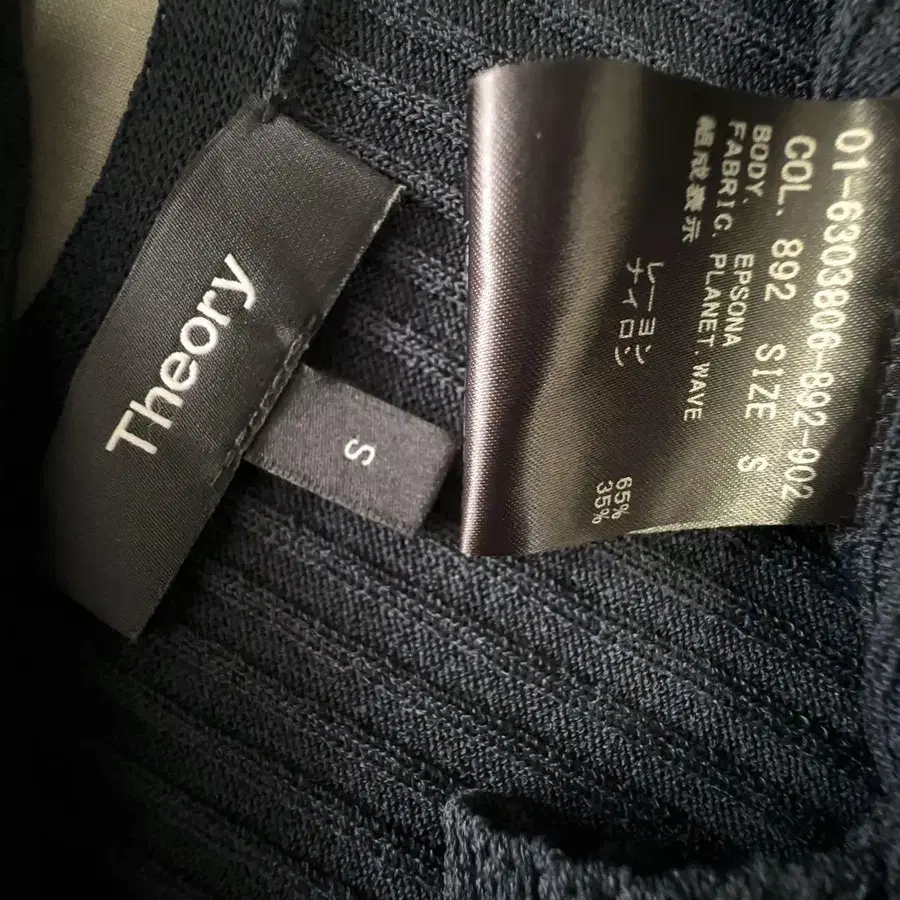 Theory
S
01-6303806-892-902
COL. 892 SIZE S
BODY. EPSONA
FABRIC. PLANET.WAVE
組成表示
レーヨン 65%
ナイロン 35%